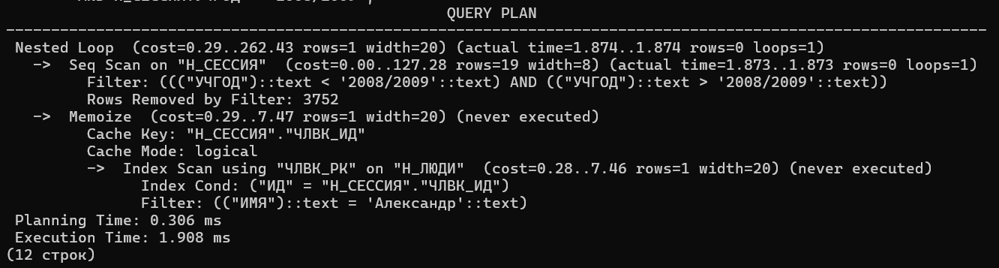 QUERY PLAN
Nested Loop  (cost=0.29..262.43 rows=1 width=20) (actual time=1.874..1.874 rows=0 loops=1)
->  Seq Scan on "Н_СЕССИЯ"  (cost=0.00..127.28 rows=19 width=8) (actual time=1.873..1.873 rows=0 loops=1)
Filter: ((("УЧГОД")::text < '2008/2009'::text) AND (("УЧГОД")::text > '2008/2009'::text))
Rows Removed by Filter: 3752
->  Memoize  (cost=0.29..7.47 rows=1 width=20) (never executed)
Cache Key: "Н_СЕССИЯ"."ЧЛВК_ИД"
Cache Mode: logical
->  Index Scan using "ЧЛВК_PK" on "Н_ЛЮДИ"  (cost=0.28..7.46 rows=1 width=20) (never executed)
Index Cond: ("ИД" = "Н_СЕССИЯ"."ЧЛВК_ИД")
Filter: (("ИМЯ")::text = 'Александр'::text)
Planning Time: 0.306 ms
Execution Time: 1.908 ms
(12 строк)